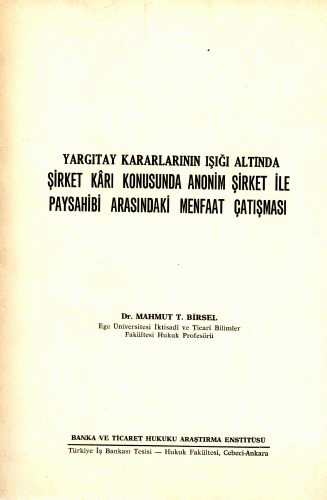 YARGITAY KARARLARININ IŞIĞI ALTINDA
ŞİRKET KÂRI KONUSUNDA ANONİM ŞİRKET İLE
PAYSAHİBİ ARASINDAKİ MENFAAT ÇATIŞMASI
Dr. MAHMUT T. BİRSEL
Ege Üniversitesi İktisadî ve Ticarî Bilimler
Fakültesi Hukuk Profesörü
BANKA VE TİCARET HUKUKU ARAŞTIRMA ENSTİTÜSÜ
Türkiye İş Bankası Tesisi — Hukuk Fakültesi, Cebeci-Ankara